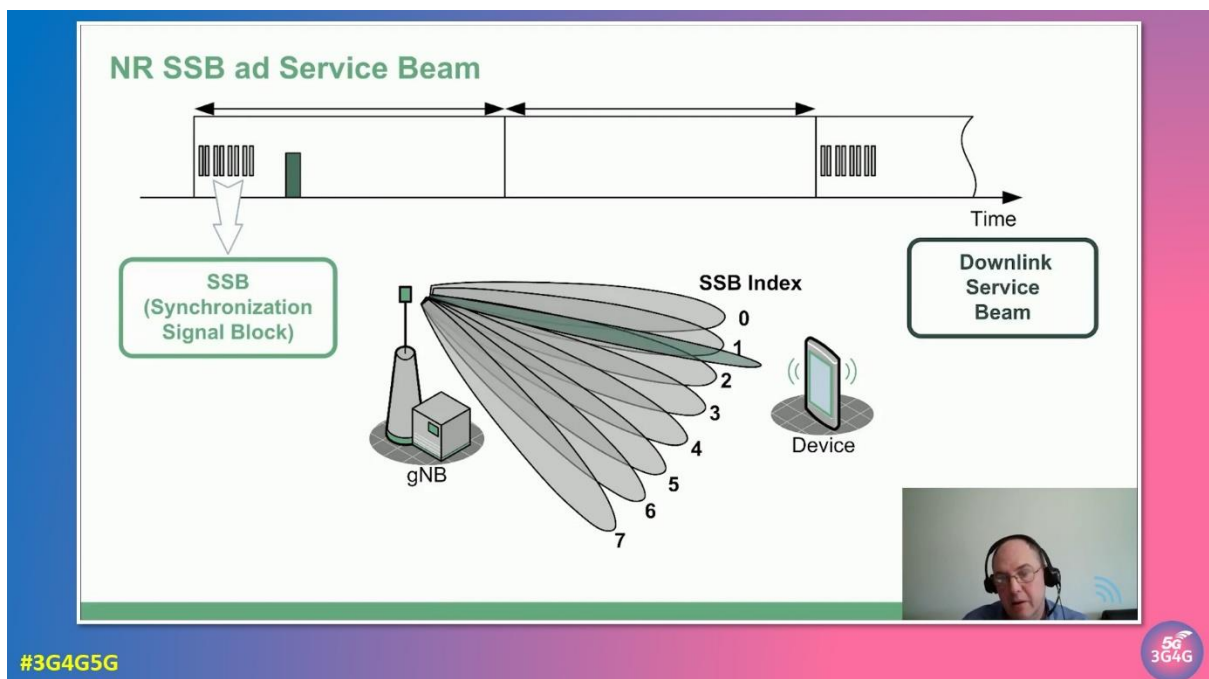 NR SSB ad Service Beam
Time
SSB
(Synchronization
Signal Block)
Downlink
Service
Beam
SSB Index
0
1
2
3
4
5
6
7
gNB
Device
#3G4G5G
5G
3G4G